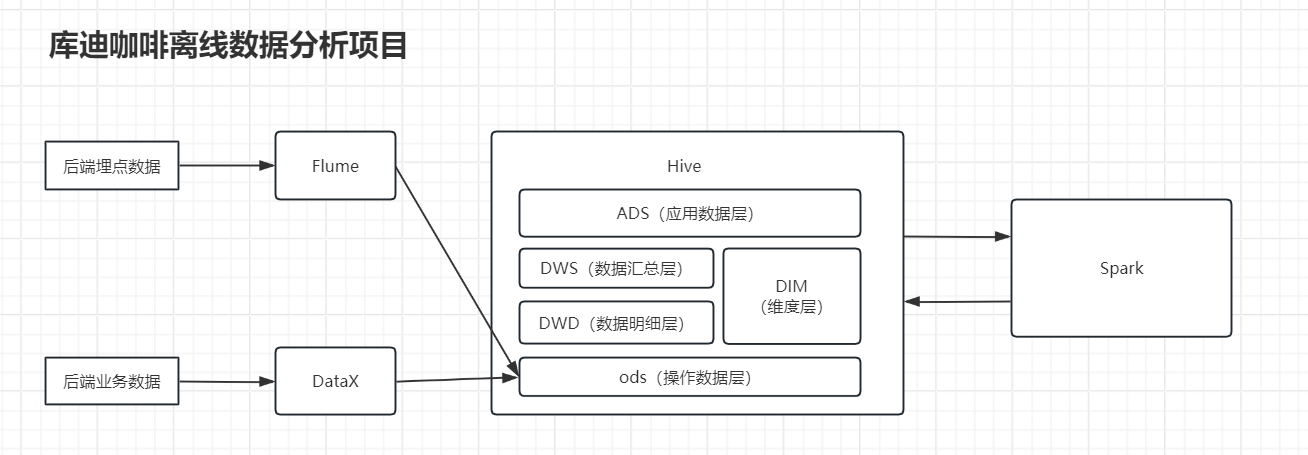 库迪咖啡离线数据分析项目
后端埋点数据
Flume
Hive
ADS（应用数据层）
DWS（数据汇总层）
DIM
（维度层）
DWD（数据明细层）
ods（操作数据层）
Spark
后端业务数据
DataX